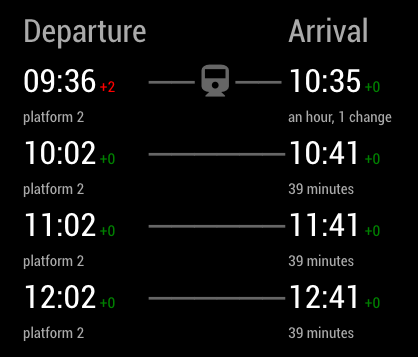 Departure Arrival
09:36 +2 10:35 +0
platform 2 an hour, 1 change
10:02 +0 10:41 +0
platform 2 39 minutes
11:02 +0 11:41 +0
platform 2 39 minutes
12:02 +0 12:41 +0
platform 2 39 minutes